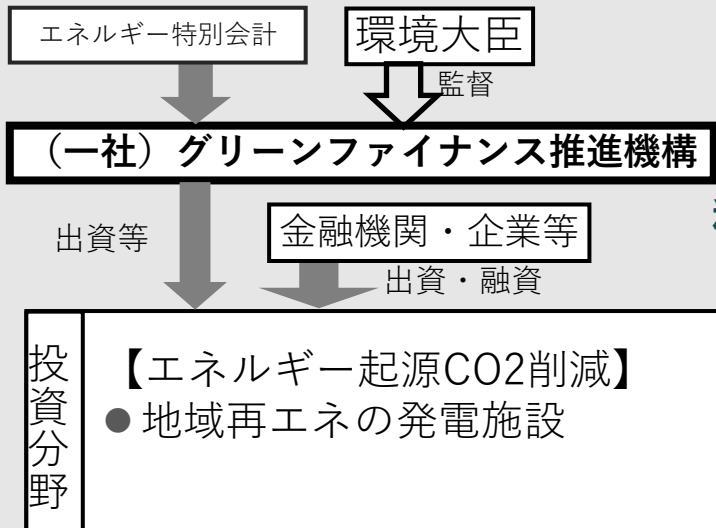 エネルギー特別会計
環境大臣
監督
（一社）グリーンファイナンス推進機構
出資等
金融機関・企業等
出資・融資
投資分野
【エネルギー起源CO2削減】
●地域再エネの発電施設